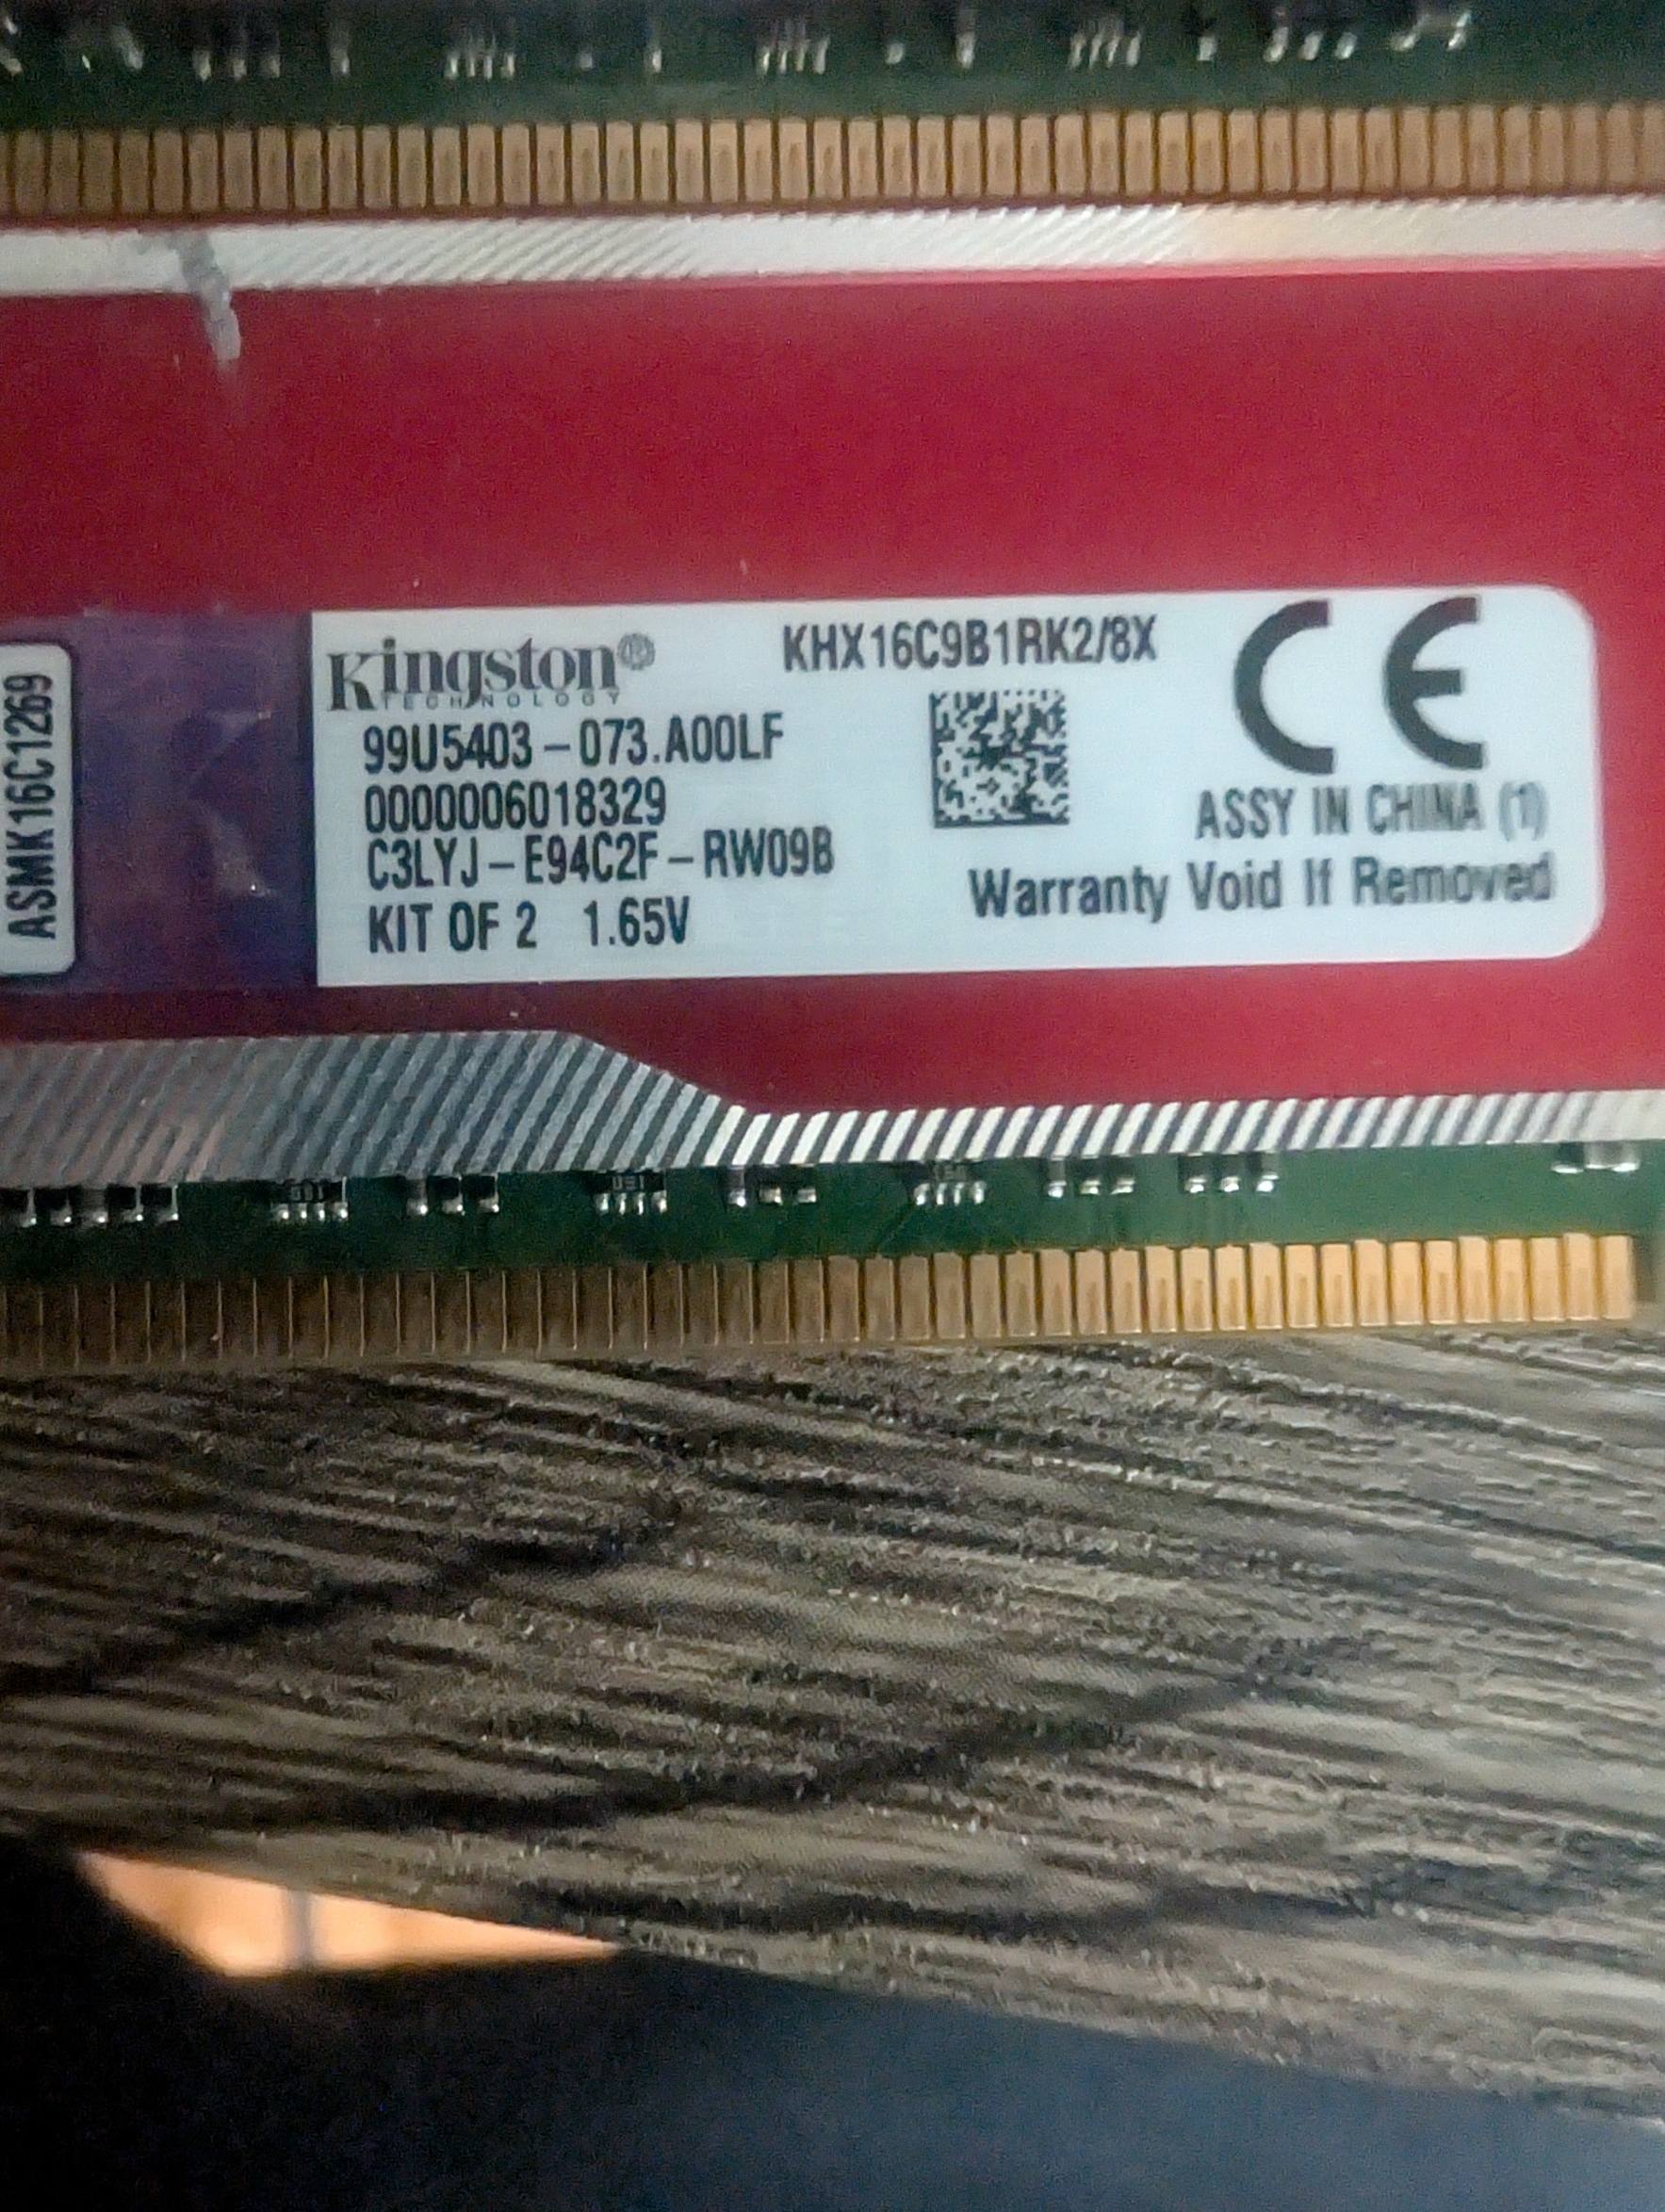 ASMK16C1269
Kingston®
TECHNOLOGY
KHX16C9B1RK2/8X
99U5403-073.A00LF
0000006018329
C3LYJ-E94C2F-RW09B
KIT OF 2 1.65V
CE
ASSY IN CHINA (1)
Warranty Void If Removed